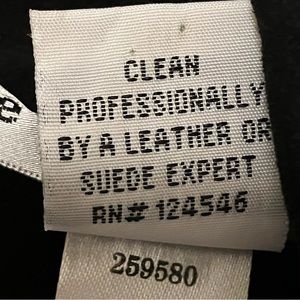 CLEAN
PROFESSIONALLY
BY A LEATHER OR
SUEDE EXPERT
RN# 124546
259580